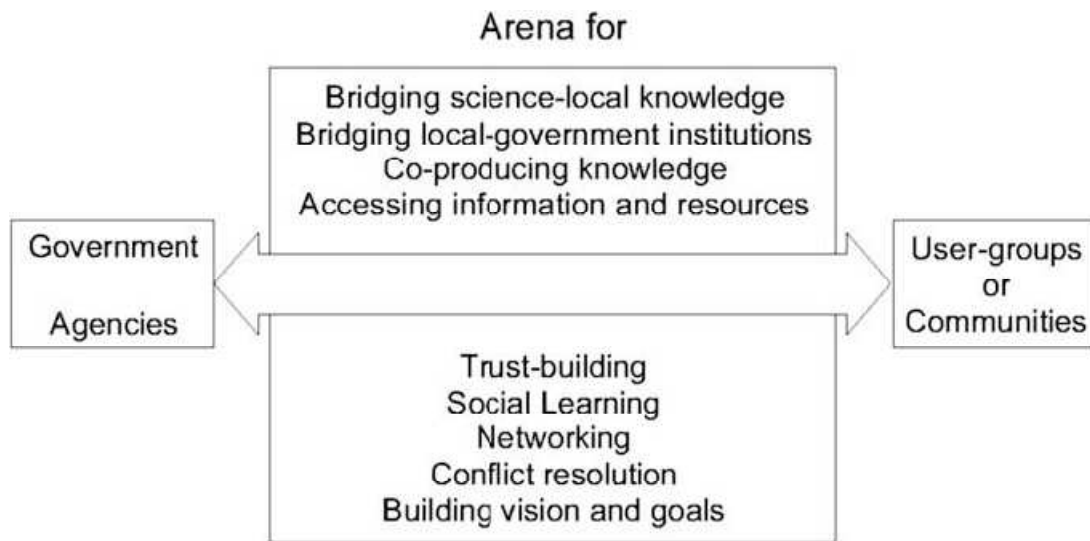 Arena for
Bridging science-local knowledge
Bridging local-government institutions
Co-producing knowledge
Accessing information and resources
Government
Agencies
User-groups
or
Communities
Trust-building
Social Learning
Networking
Conflict resolution
Building vision and goals